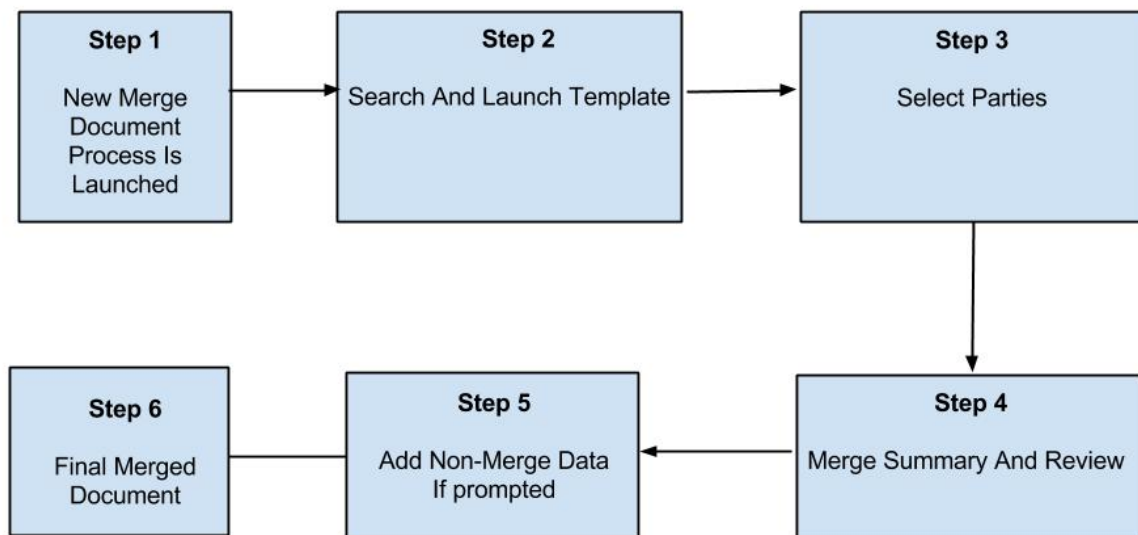 Step 1
New Merge
Document
Process Is
Launched
Step 2
Search And Launch Template
Step 3
Select Parties
Step 4
Merge Summary And Review
Step 5
Add Non-Merge Data
If prompted
Step 6
Final Merged
Document